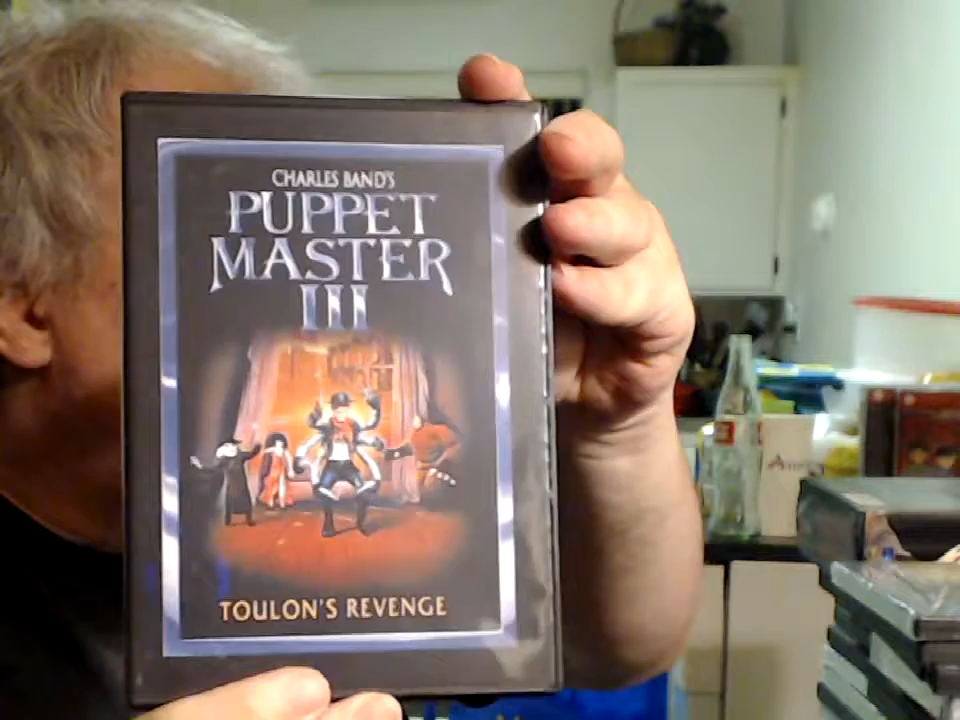 CHARLES BAND'S
PUPPET
MASTER
III
TOULON'S REVENGE